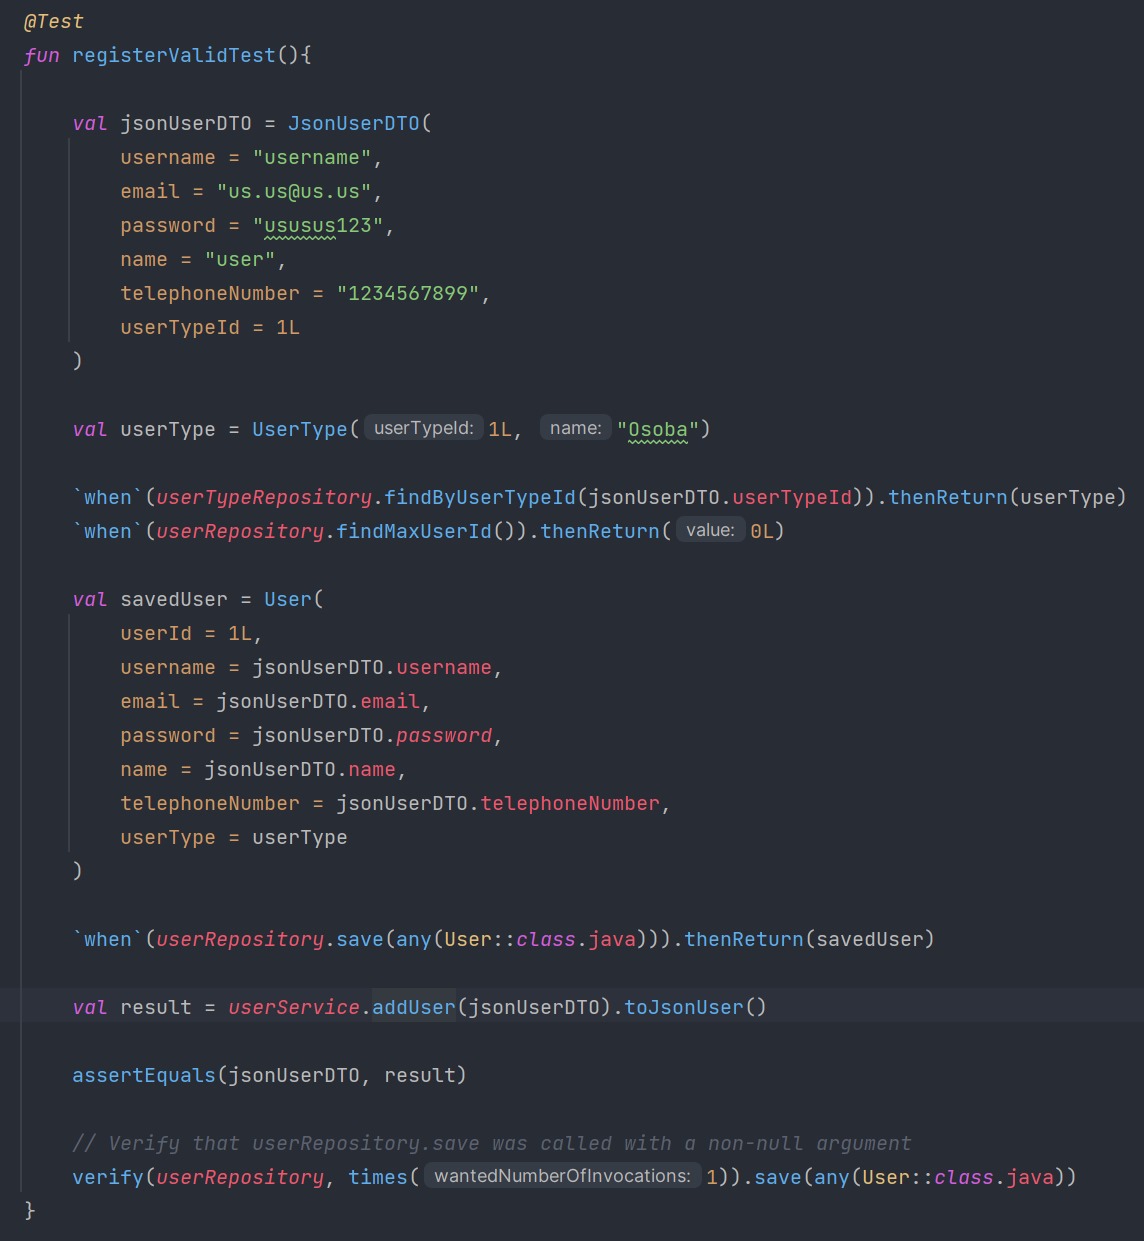 @Test
fun registerValidTest(){
val jsonUserDTO = JsonUserDTO(
username = "username",
email = "us.us@us.us",
password = "ususus123",
name = "user",
telephoneNumber = "1234567899",
userTypeId = 1L
)
val userType = UserType( userTypeId: 1L, name: "Osoba")
`when`(userTypeRepository.findByUserTypeId(jsonUserDTO.userTypeId)).thenReturn(userType)
`when`(userRepository.findMaxUserId()).thenReturn( value: 0L)
val savedUser = User(
userId = 1L,
username = jsonUserDTO.username,
email = jsonUserDTO.email,
password = jsonUserDTO.password,
name = jsonUserDTO.name,
telephoneNumber = jsonUserDTO.telephoneNumber,
userType = userType
)
`when`(userRepository.save(any(User::class.java))).thenReturn(savedUser)
val result = userService.addUser(jsonUserDTO).toJsonUser()
assertEquals(jsonUserDTO, result)
// Verify that userRepository.save was called with a non-null argument
verify(userRepository, times( wantedNumberOfInvocations: 1)).save(any(User::class.java))
}